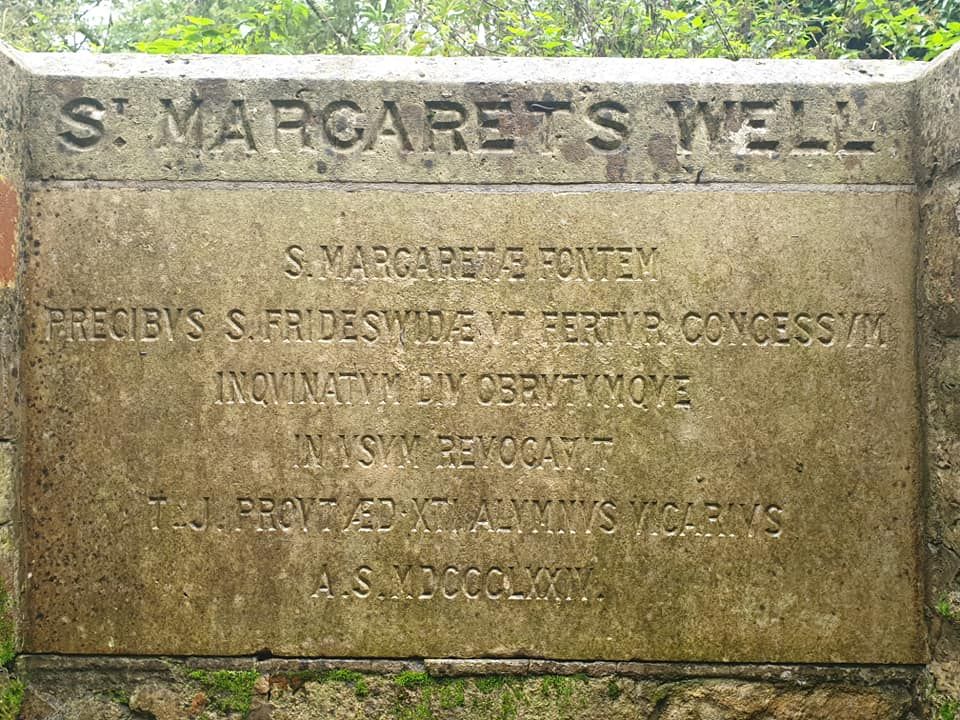 ST. MARGARETS WELL
S. MARGARETÆ FONTEM
PRECIBVS S. FRIDESWIDÆ VT FERTVR CONCESSVM
INQVINATVM DIV OBRVTVMQVE
IN VSVM REVOCAVIT
T. J. PROVT ÆD. XTI ALVMNVS VICARIVS
A. S. MDCCCLXXIV.